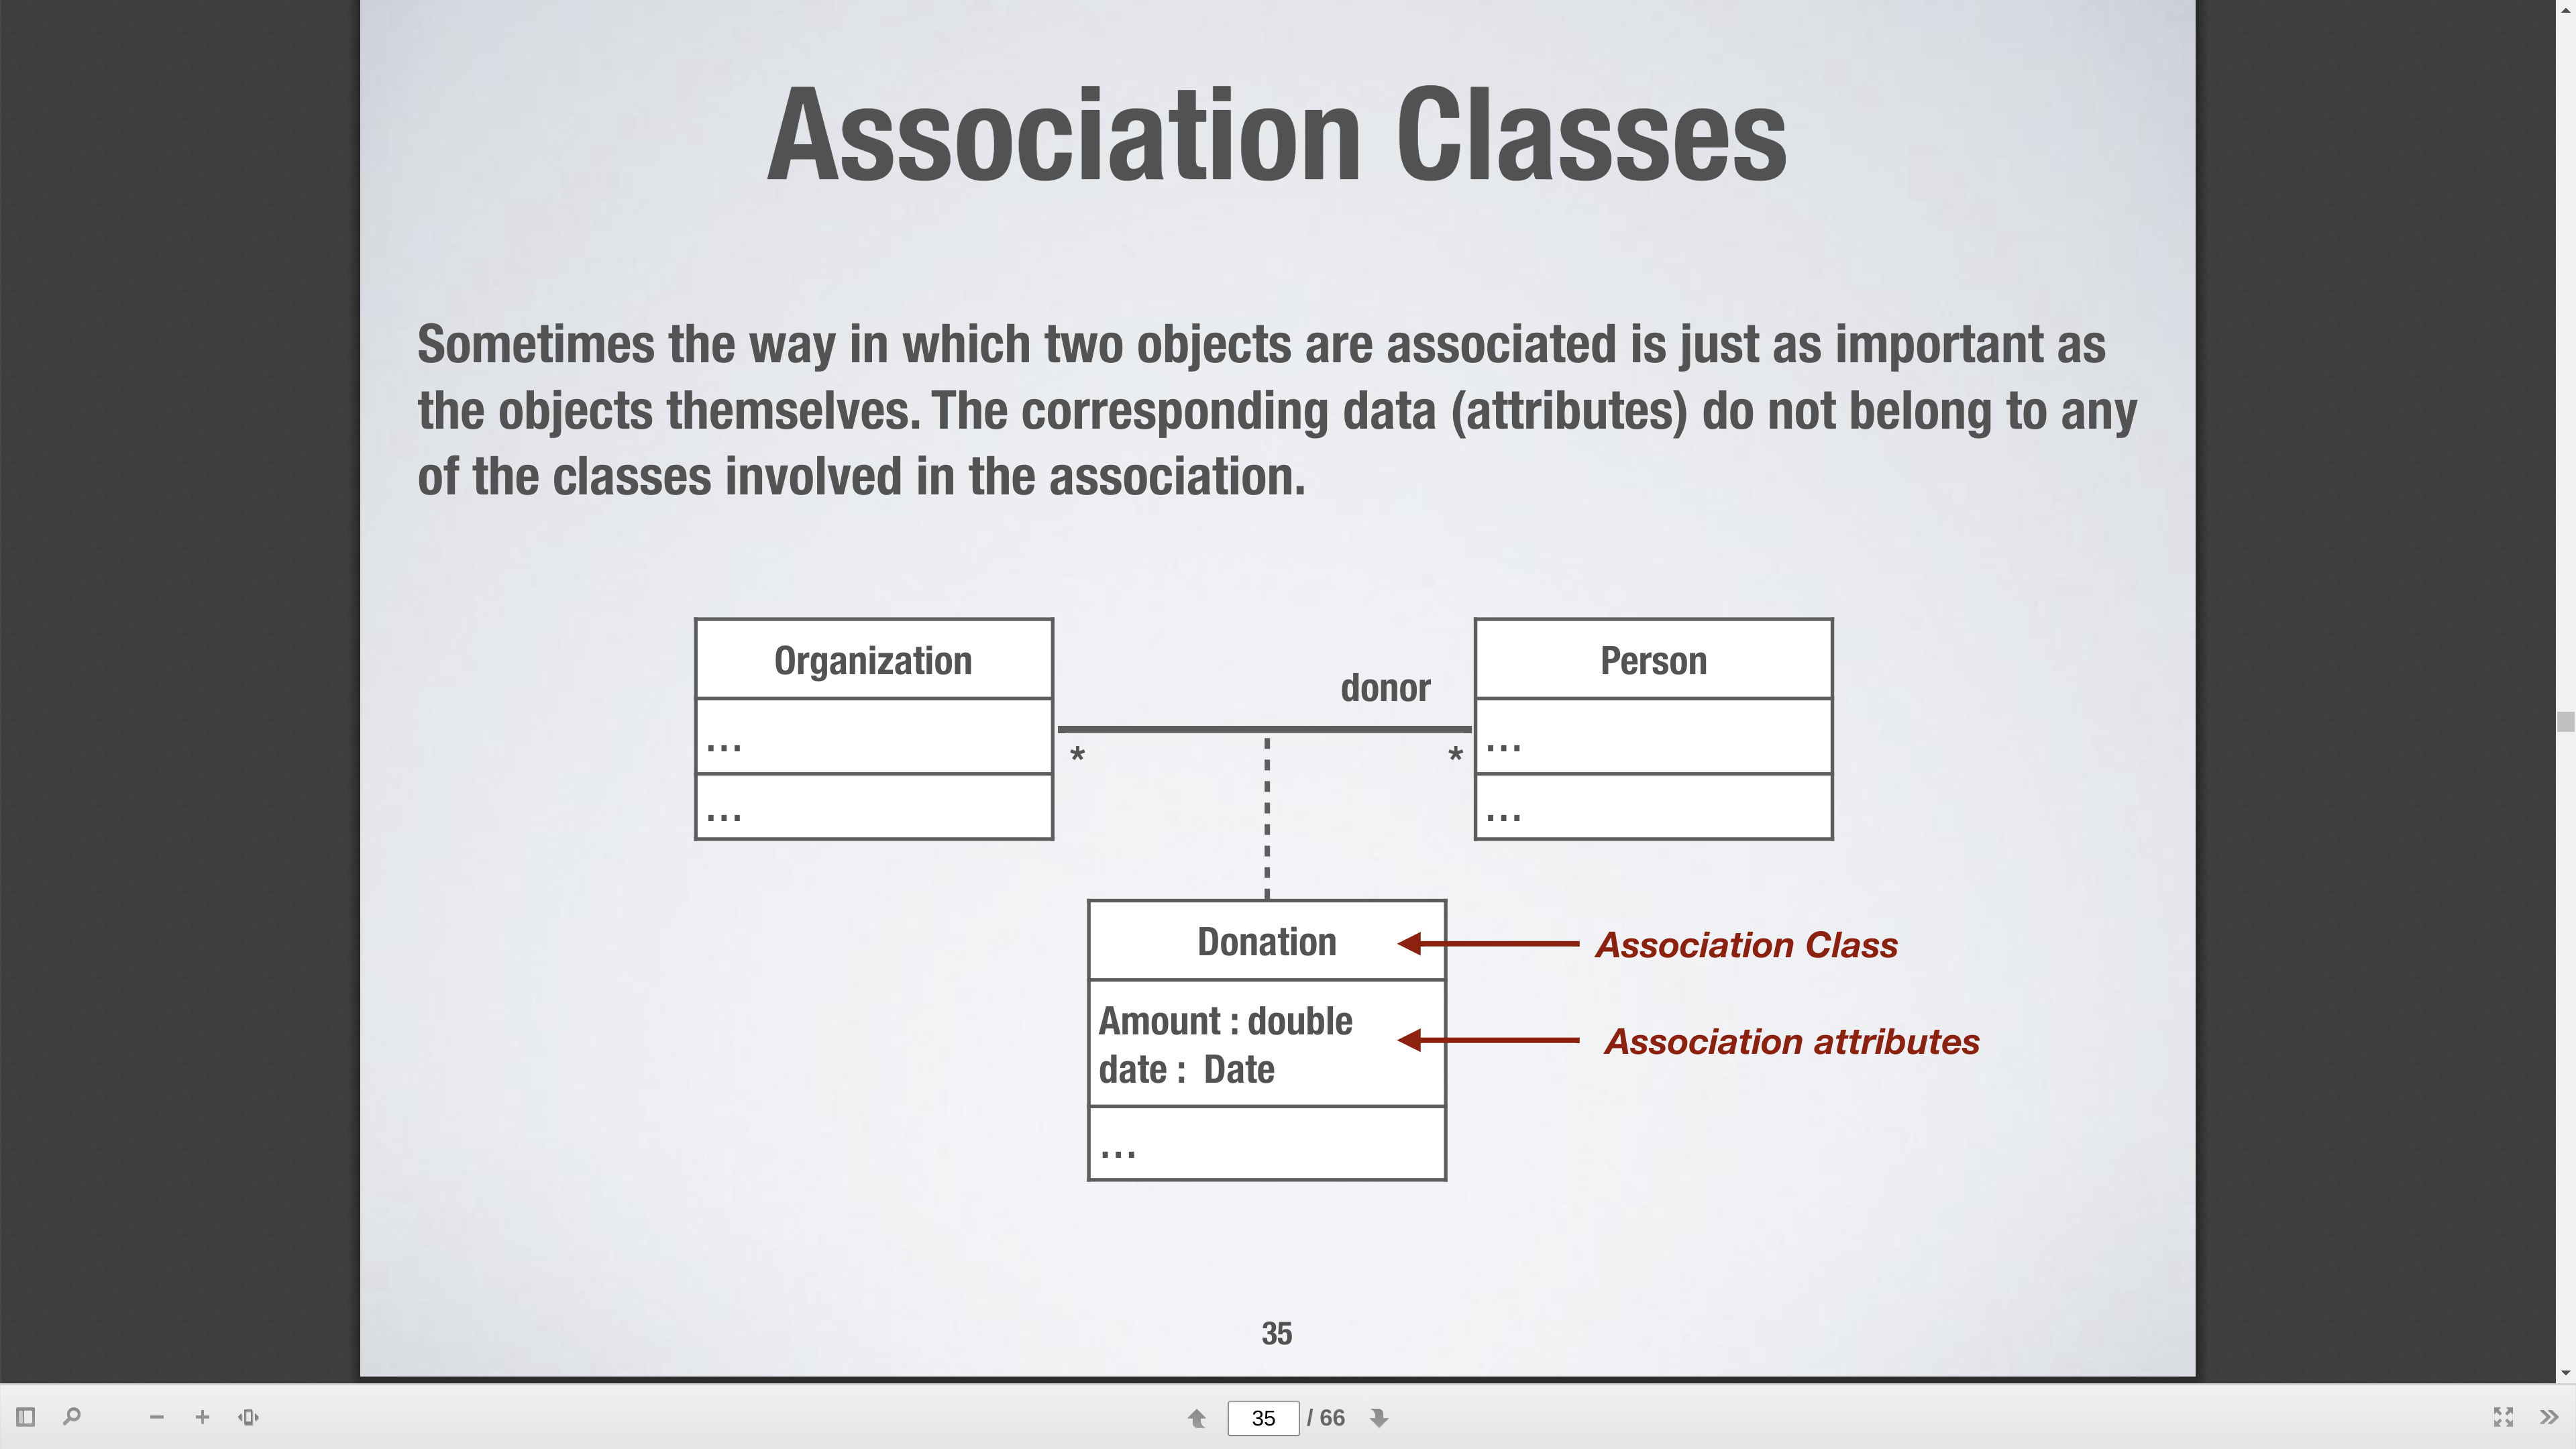 Association Classes
Sometimes the way in which two objects are associated is just as important as
the objects themselves. The corresponding data (attributes) do not belong to any
of the classes involved in the association.
Organization
...
...
donor
*
*
Person
...
...
Donation
Amount : double
date : Date
...
Association Class
Association attributes
35
35 / 66